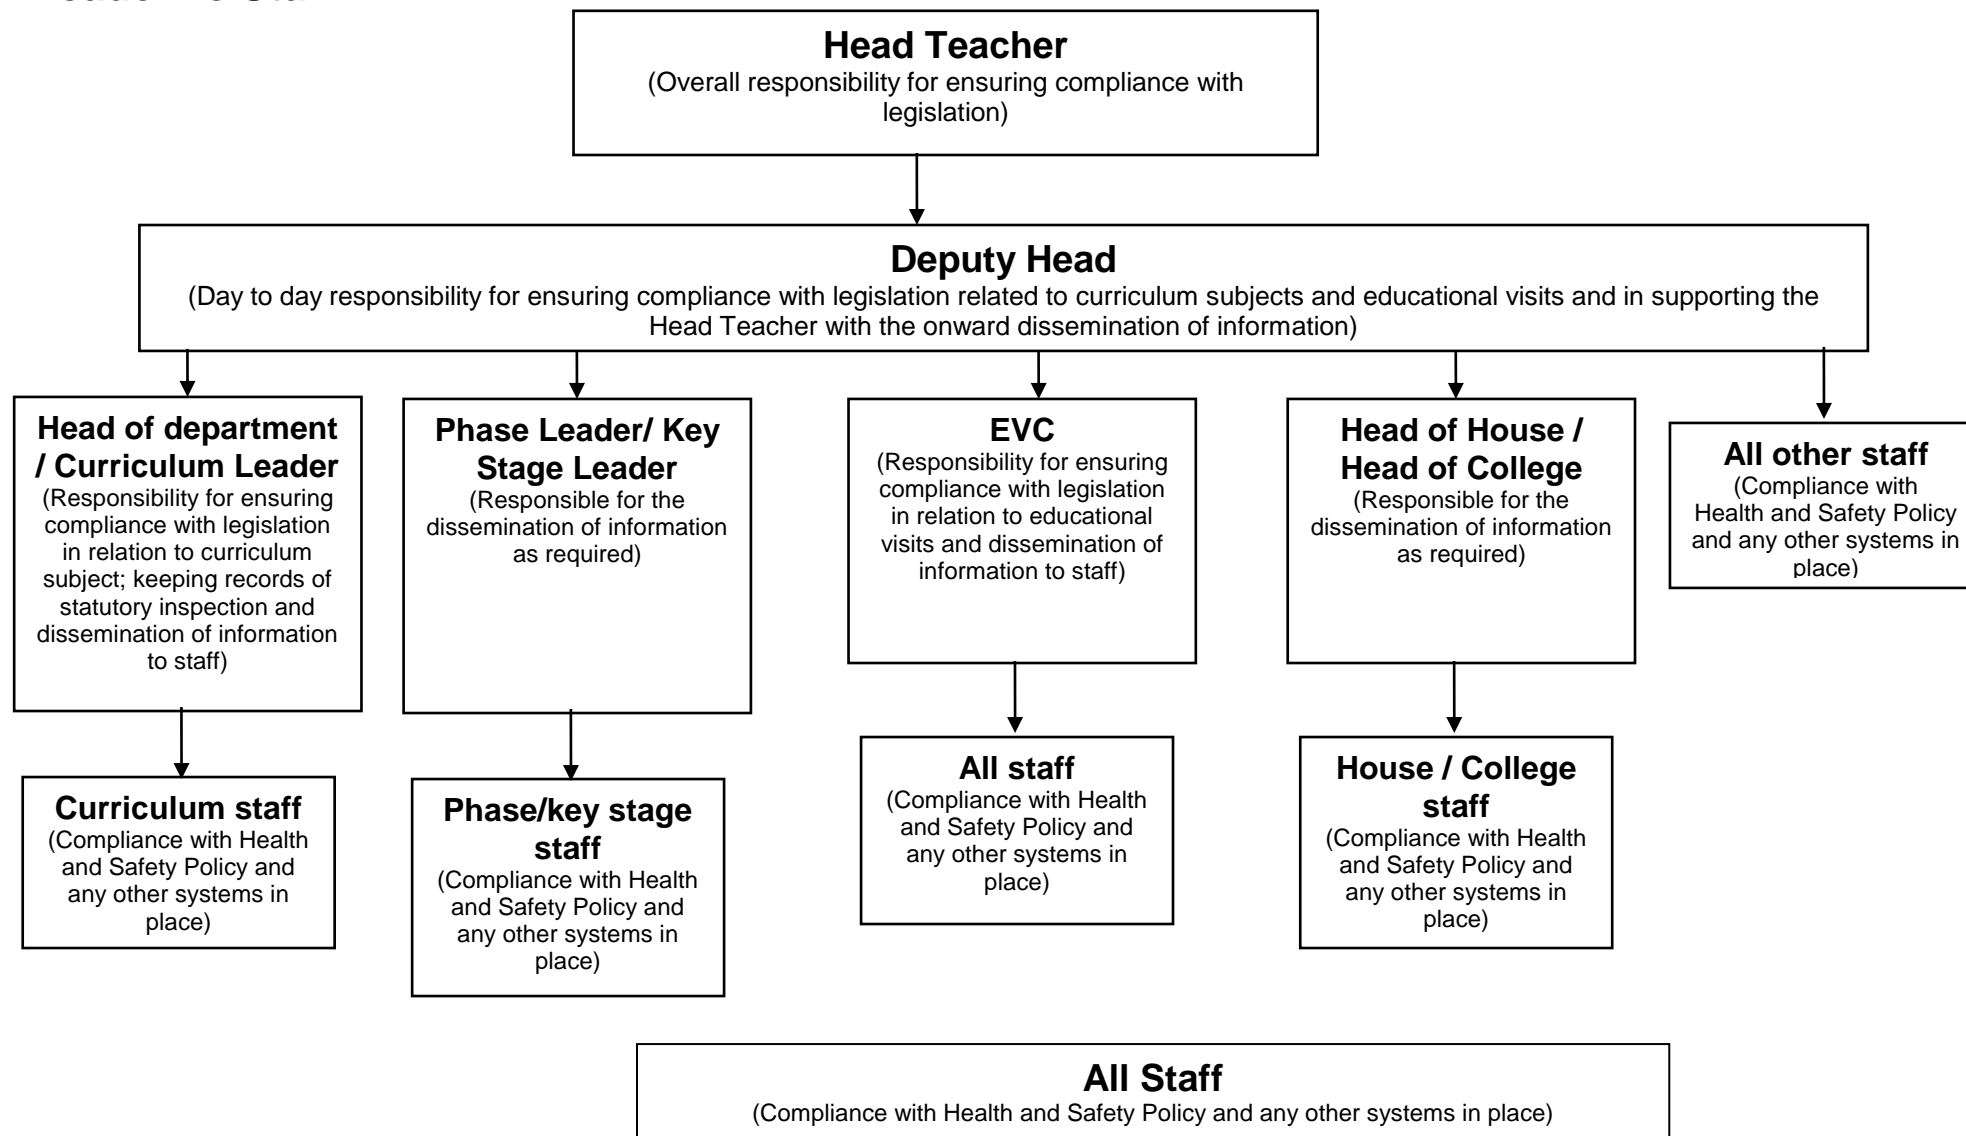 Head Teacher
(Overall responsibility for ensuring compliance with
legislation)
Deputy Head
(Day to day responsibility for ensuring compliance with legislation related to curriculum subjects and educational visits and in supporting the
Head Teacher with the onward dissemination of information)
Head of department
/ Curriculum Leader
(Responsibility for ensuring
compliance with legislation
in relation to curriculum
subject; keeping records of
statutory inspection and
dissemination of information
to staff)
Phase Leader/ Key
Stage Leader
(Responsible for the
dissemination of information
as required)
EVC
(Responsibility for ensuring
compliance with legislation
in relation to educational
visits and dissemination of
information to staff)
Head of House /
Head of College
(Responsible for the
dissemination of information
as required)
All other staff
(Compliance with
Health and Safety Policy
and any other systems in
place)
Curriculum staff
(Compliance with Health
and Safety Policy and
any other systems in
place)
Phase/key stage
staff
(Compliance with Health
and Safety Policy and
any other systems in
place)
All staff
(Compliance with Health
and Safety Policy and
any other systems in
place)
House / College
staff
(Compliance with Health
and Safety Policy and
any other systems in
place)
All Staff
(Compliance with Health and Safety Policy and any other systems in place)